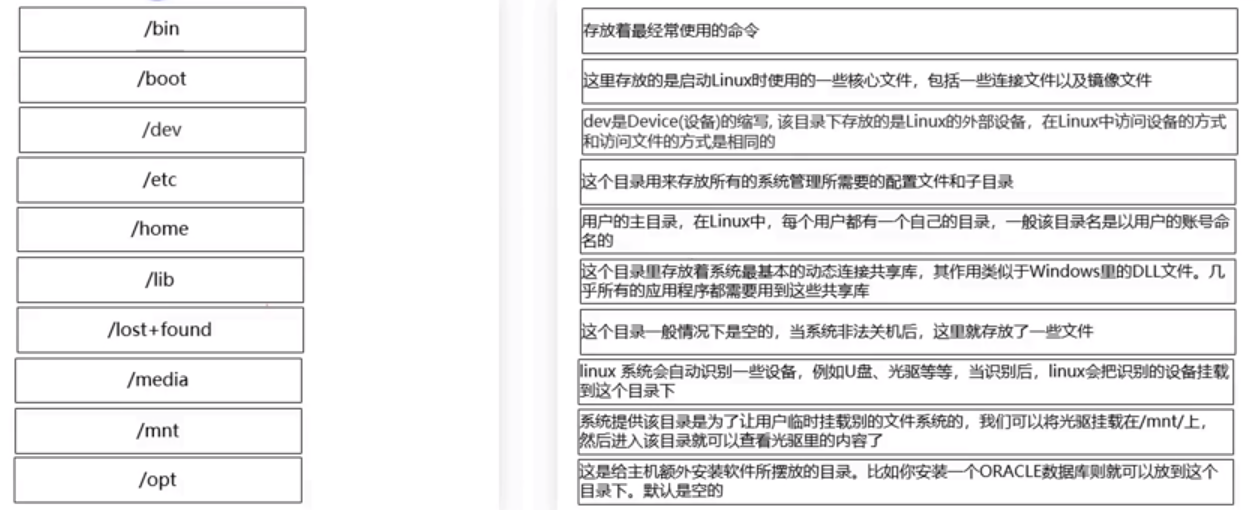 /bin
存放着最经常使用的命令
/boot
这里存放的是启动Linux时使用的一些核心文件，包括一些连接文件以及镜像文件
/dev
dev是Device(设备)的缩写, 该目录下存放的是Linux的外部设备，在Linux中访问设备的方式
和访问文件的方式是相同的
/etc
这个目录用来存放所有的系统管理所需要的配置文件和子目录
/home
用户的主目录，在Linux中，每个用户都有一个自己的目录，一般该目录名是以用户的账号命
名的
/lib
这个目录里存放着系统最基本的动态连接共享库，其作用类似于Windows里的DLL文件。几
乎所有的应用程序都需要用到这些共享库
/lost+found
这个目录一般情况下是空的，当系统非法关机后，这里就存放了一些文件
/media
linux 系统会自动识别一些设备，例如U盘、光驱等等，当识别后，linux会把识别的设备挂载
到这个目录下
/mnt
系统提供该目录是为了让用户临时挂载别的文件系统的，我们可以将光驱挂载在/mnt/上，
然后进入该目录就可以查看光驱里的内容了
/opt
这是给主机额外安装软件所摆放的目录。比如你安装一个ORACLE数据库则就可以放到这个
目录下。默认是空的